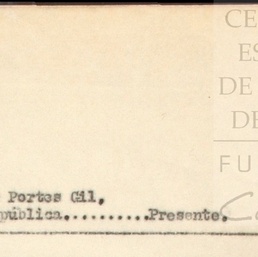 CE
ES
DE
DE
FU
Portes Gil,
pública..........Presente.